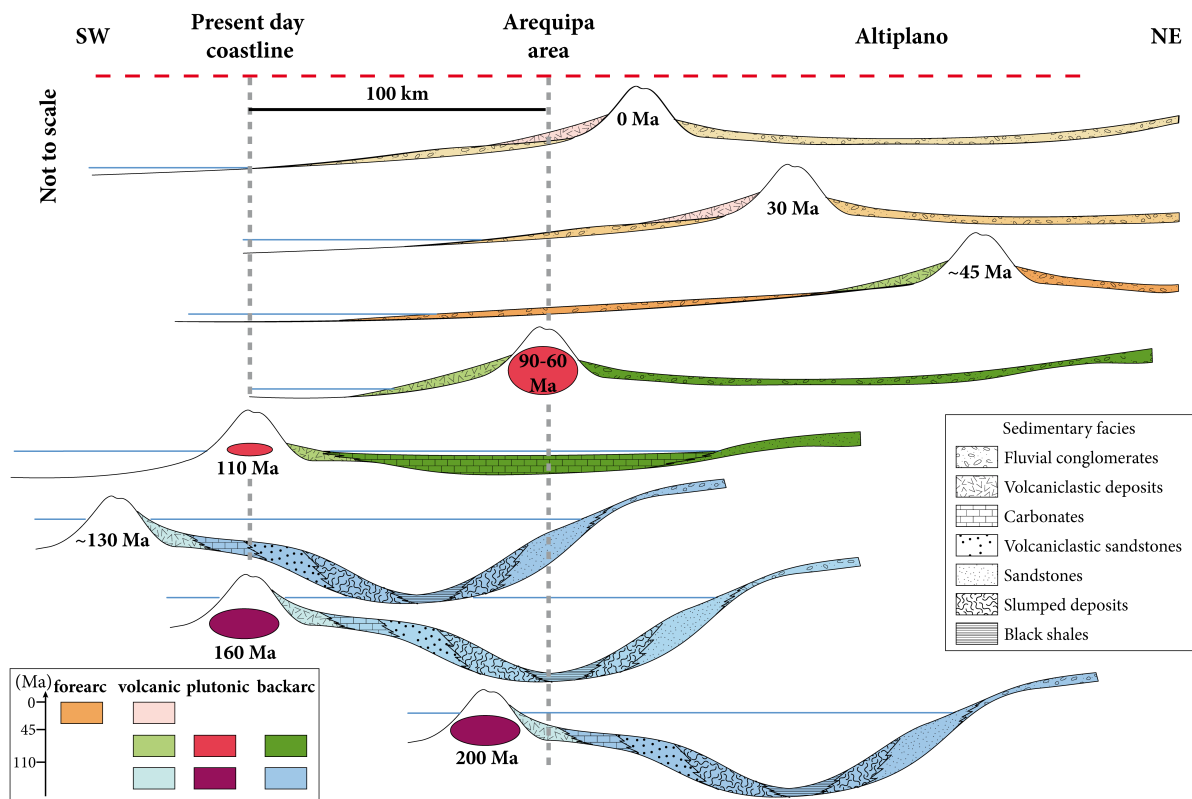 SW
Present day
coastline
Arequipa
area
Altiplano
NE
Not to scale
100 km
0 Ma
30 Ma
~45 Ma
90-60
Ma
110 Ma
~130 Ma
160 Ma
200 Ma
Sedimentary facies
Fluvial conglomerates
Volcaniclastic deposits
Carbonates
Volcaniclastic sandstones
Sandstones
Slumped deposits
Black shales
(Ma) forearc volcanic plutonic backarc
0
45
110